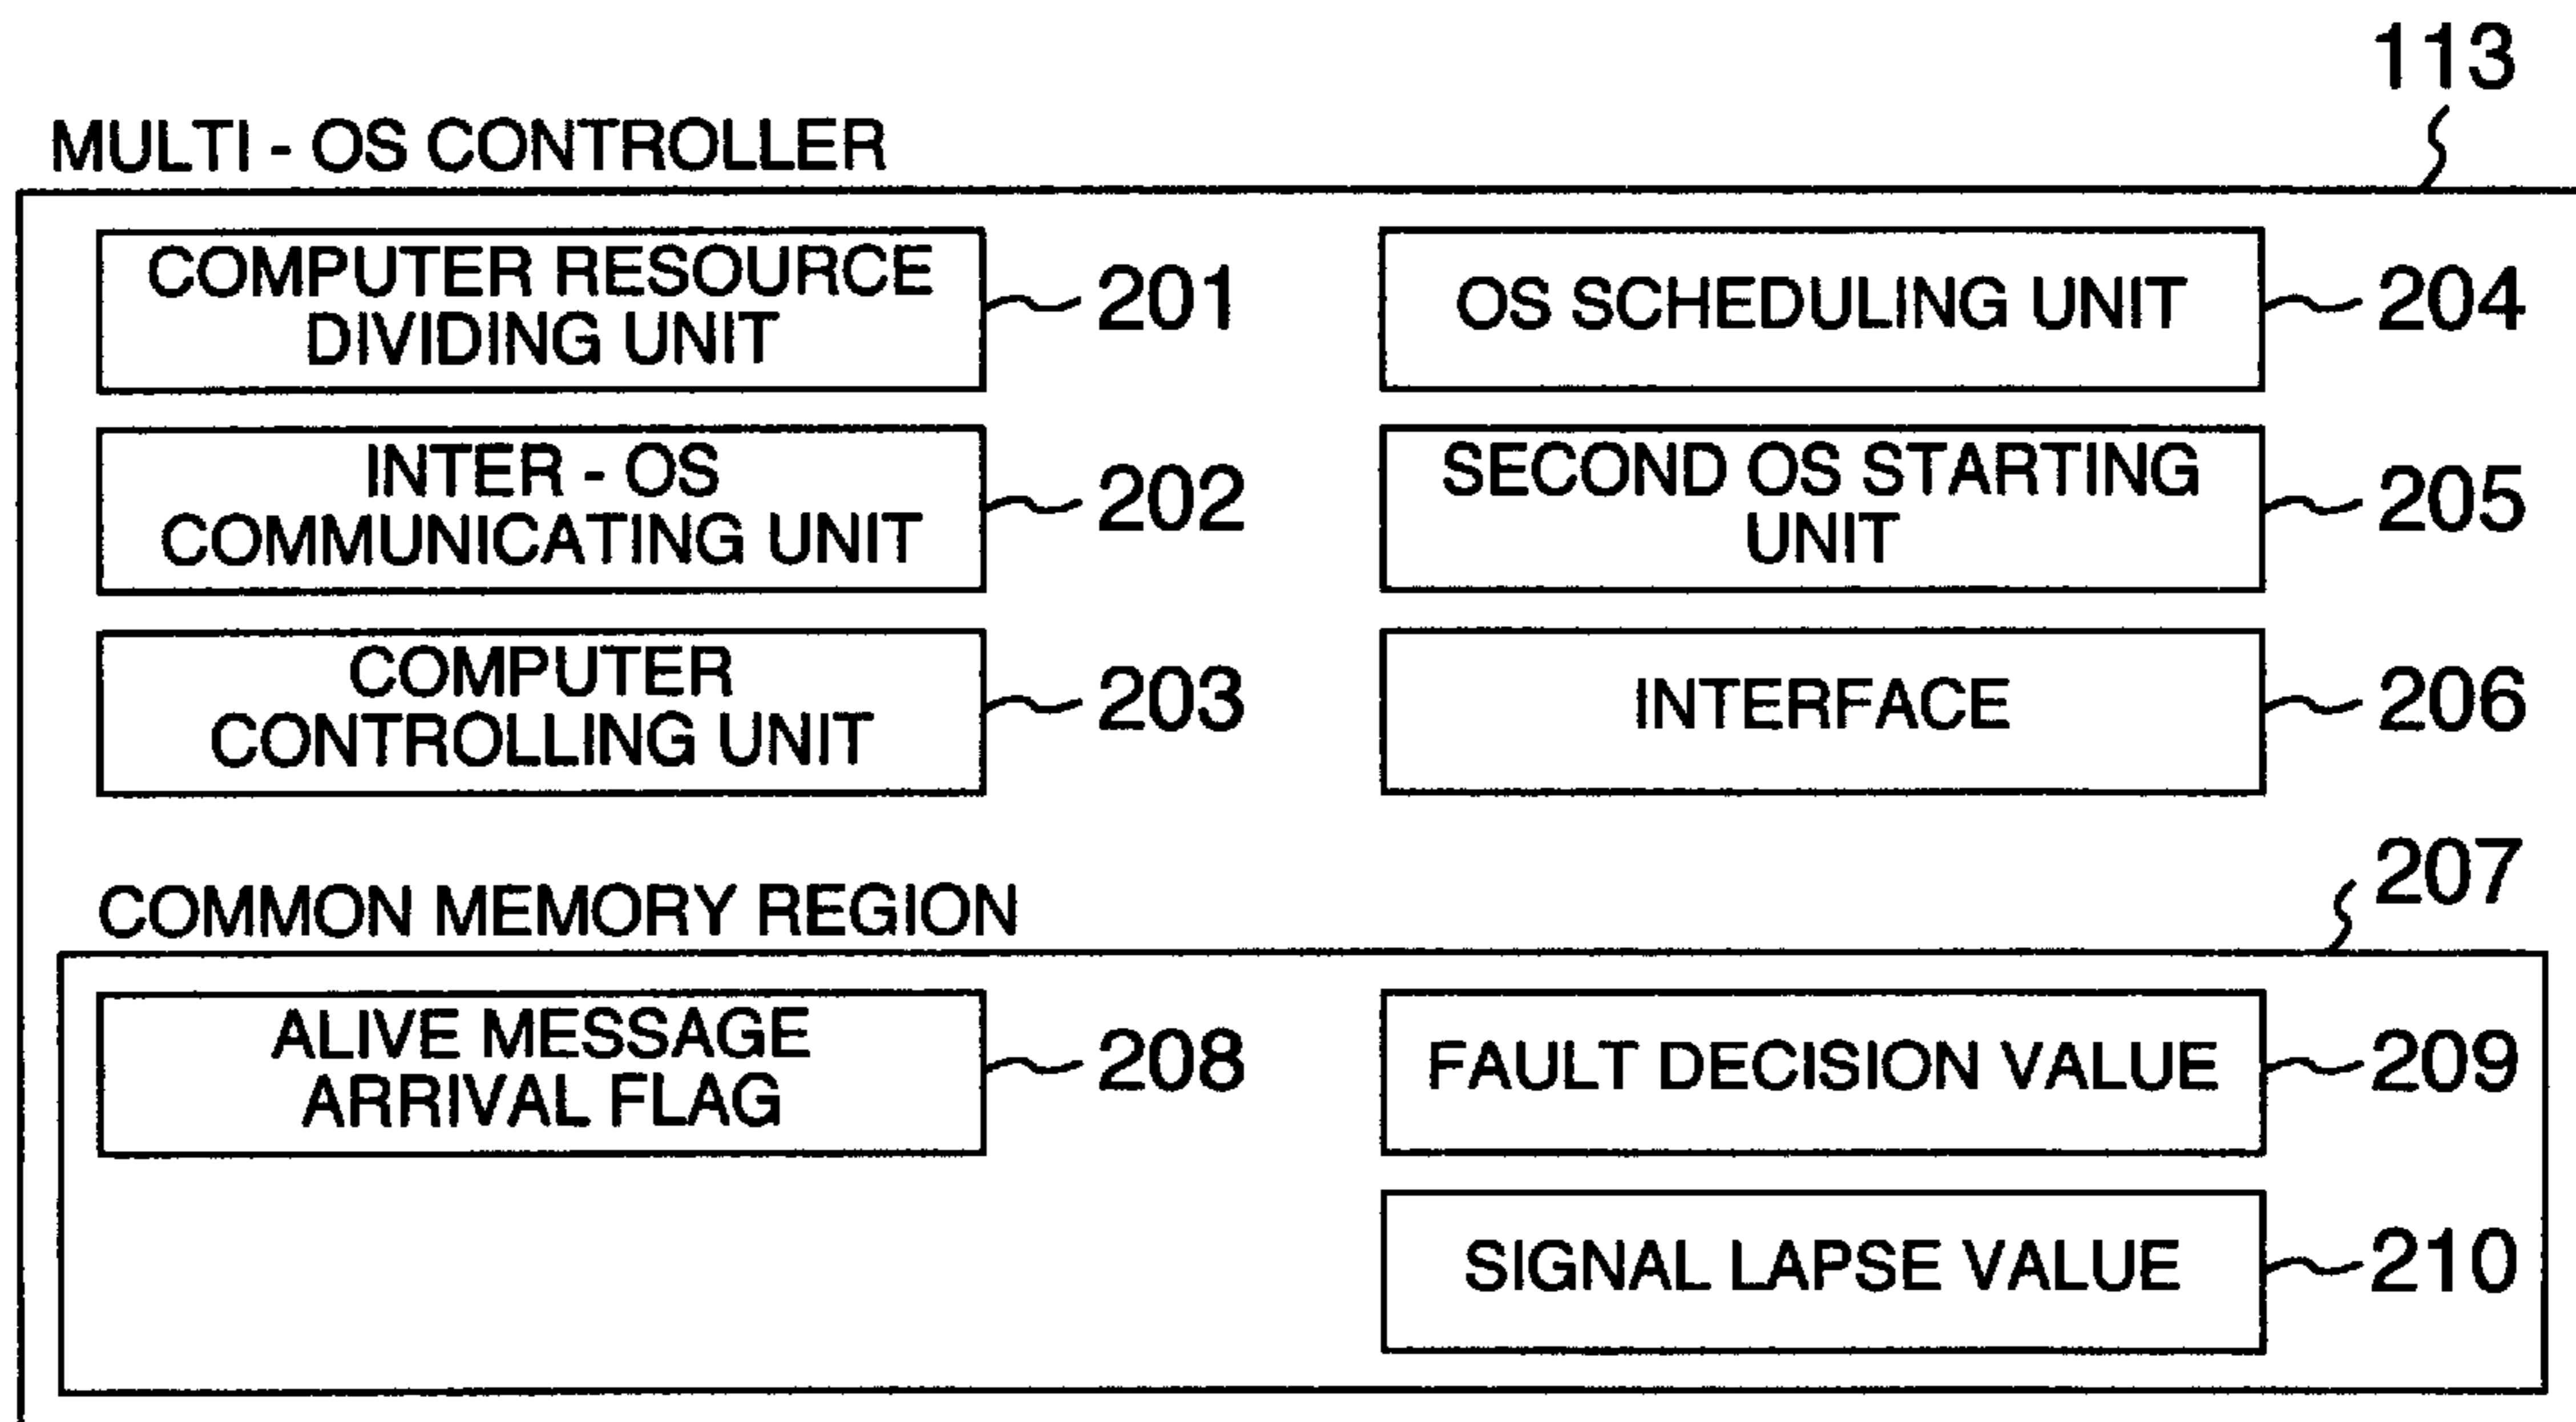 113
MULTI - OS CONTROLLER
COMPUTER RESOURCE
DIVIDING UNIT
201
OS SCHEDULING UNIT
204
INTER - OS
COMMUNICATING UNIT
202
SECOND OS STARTING
UNIT
205
COMPUTER
CONTROLLING UNIT
203
INTERFACE
206
207
COMMON MEMORY REGION
ALIVE MESSAGE
ARRIVAL FLAG
208
FAULT DECISION VALUE
209
SIGNAL LAPSE VALUE
210